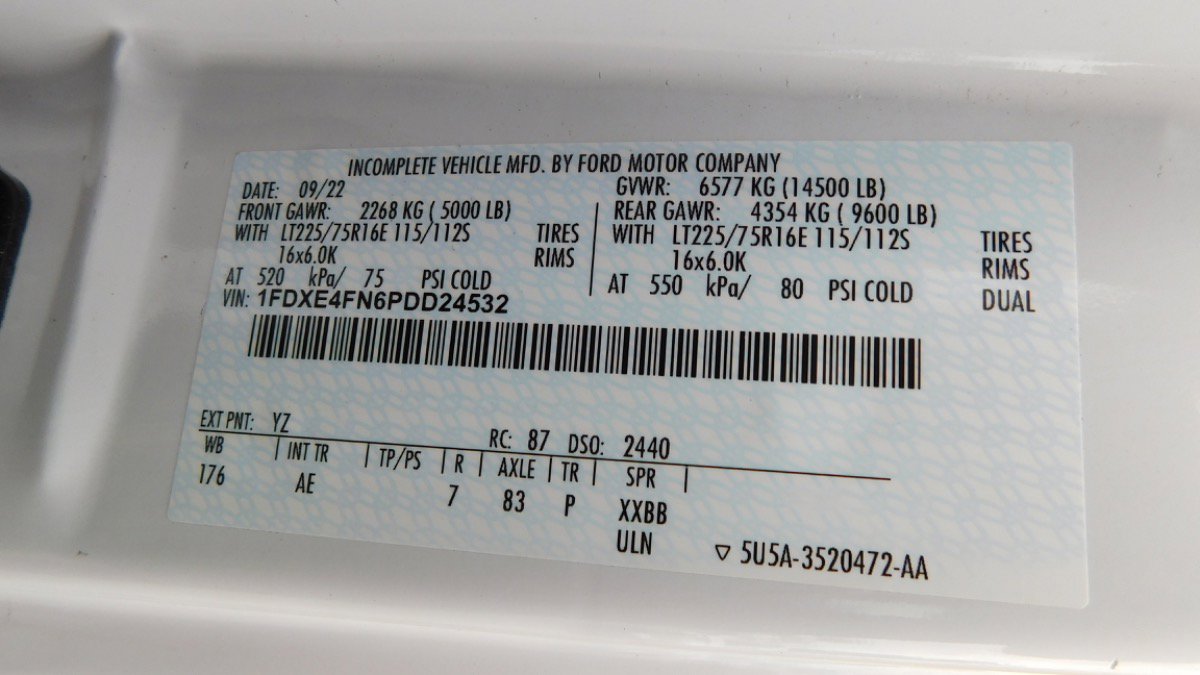 INCOMPLETE VEHICLE MFD. BY FORD MOTOR COMPANY
DATE: 09/22 GVWR: 6577 KG (14500 LB)
FRONT GAWR: 2268 KG ( 5000 LB) REAR GAWR: 4354 KG ( 9600 LB)
WITH LT225/75R16E 115/112S TIRES WITH LT225/75R16E 115/112S TIRES
16x6.0K RIMS 16x6.0K RIMS
AT 520 kPa/ 75 PSI COLD AT 550 kPa/ 80 PSI COLD DUAL
VIN: 1FDXE4FN6PDD24532
EXT PNT: YZ RC: 87 DSO: 2440
WB | INT TR | TP/PS | R | AXLE | TR | SPR |
176 AE 7 83 P XXBB
ULN ▽ 5U5A-3520472-AA